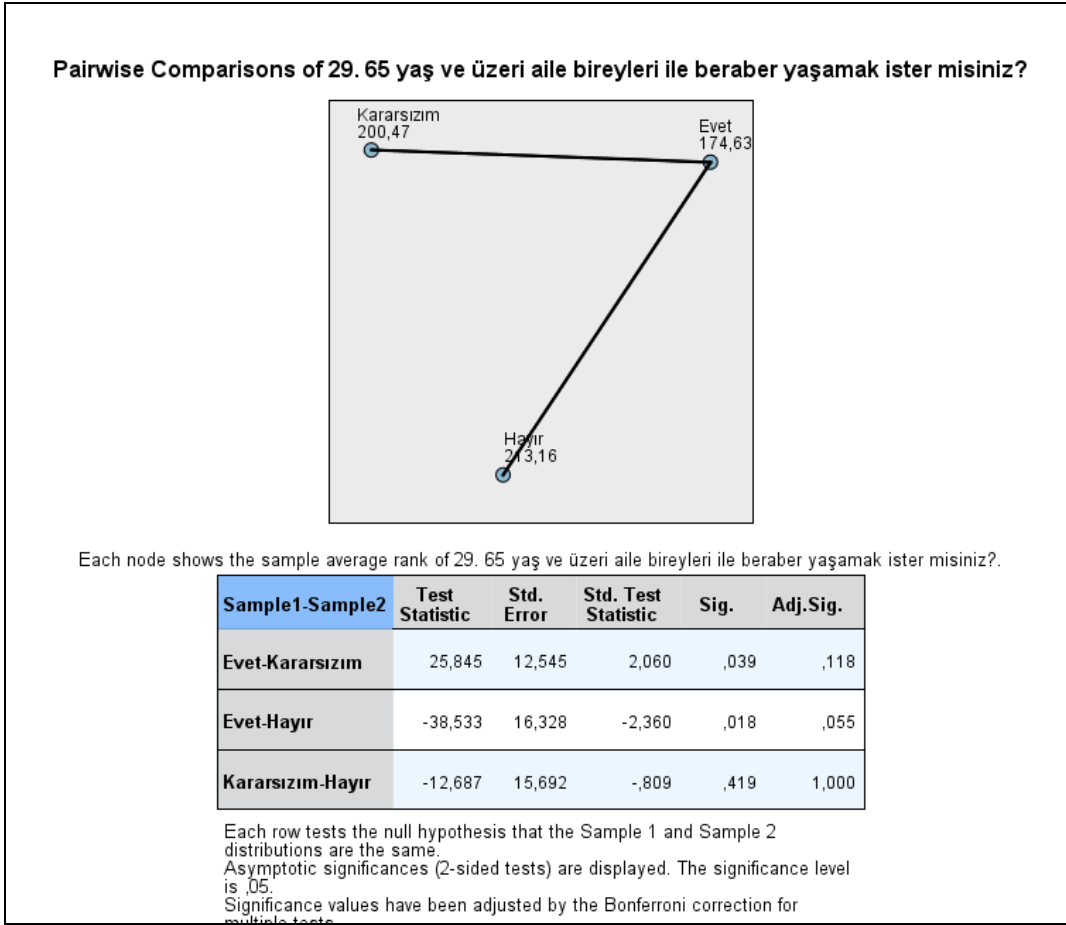 Pairwise Comparisons of 29. 65 yaş ve üzeri aile bireyleri ile beraber yaşamak ister misiniz?
Kararsızım
200,47
Evet
174,63
Hayır
213,16
Each node shows the sample average rank of 29. 65 yaş ve üzeri aile bireyleri ile beraber yaşamak ister misiniz?.
Sample1-Sample2 Test Statistic Std. Error Std. Test Statistic Sig. Adj.Sig.
Evet-Kararsızım 25,845 12,545 2,060 ,039 ,118
Evet-Hayır -38,533 16,328 -2,360 ,018 ,055
Kararsızım-Hayır -12,687 15,692 -,809 ,419 1,000
Each row tests the null hypothesis that the Sample 1 and Sample 2
distributions are the same.
Asymptotic significances (2-sided tests) are displayed. The significance level
is ,05.
Significance values have been adjusted by the Bonferroni correction for
multiple tests.